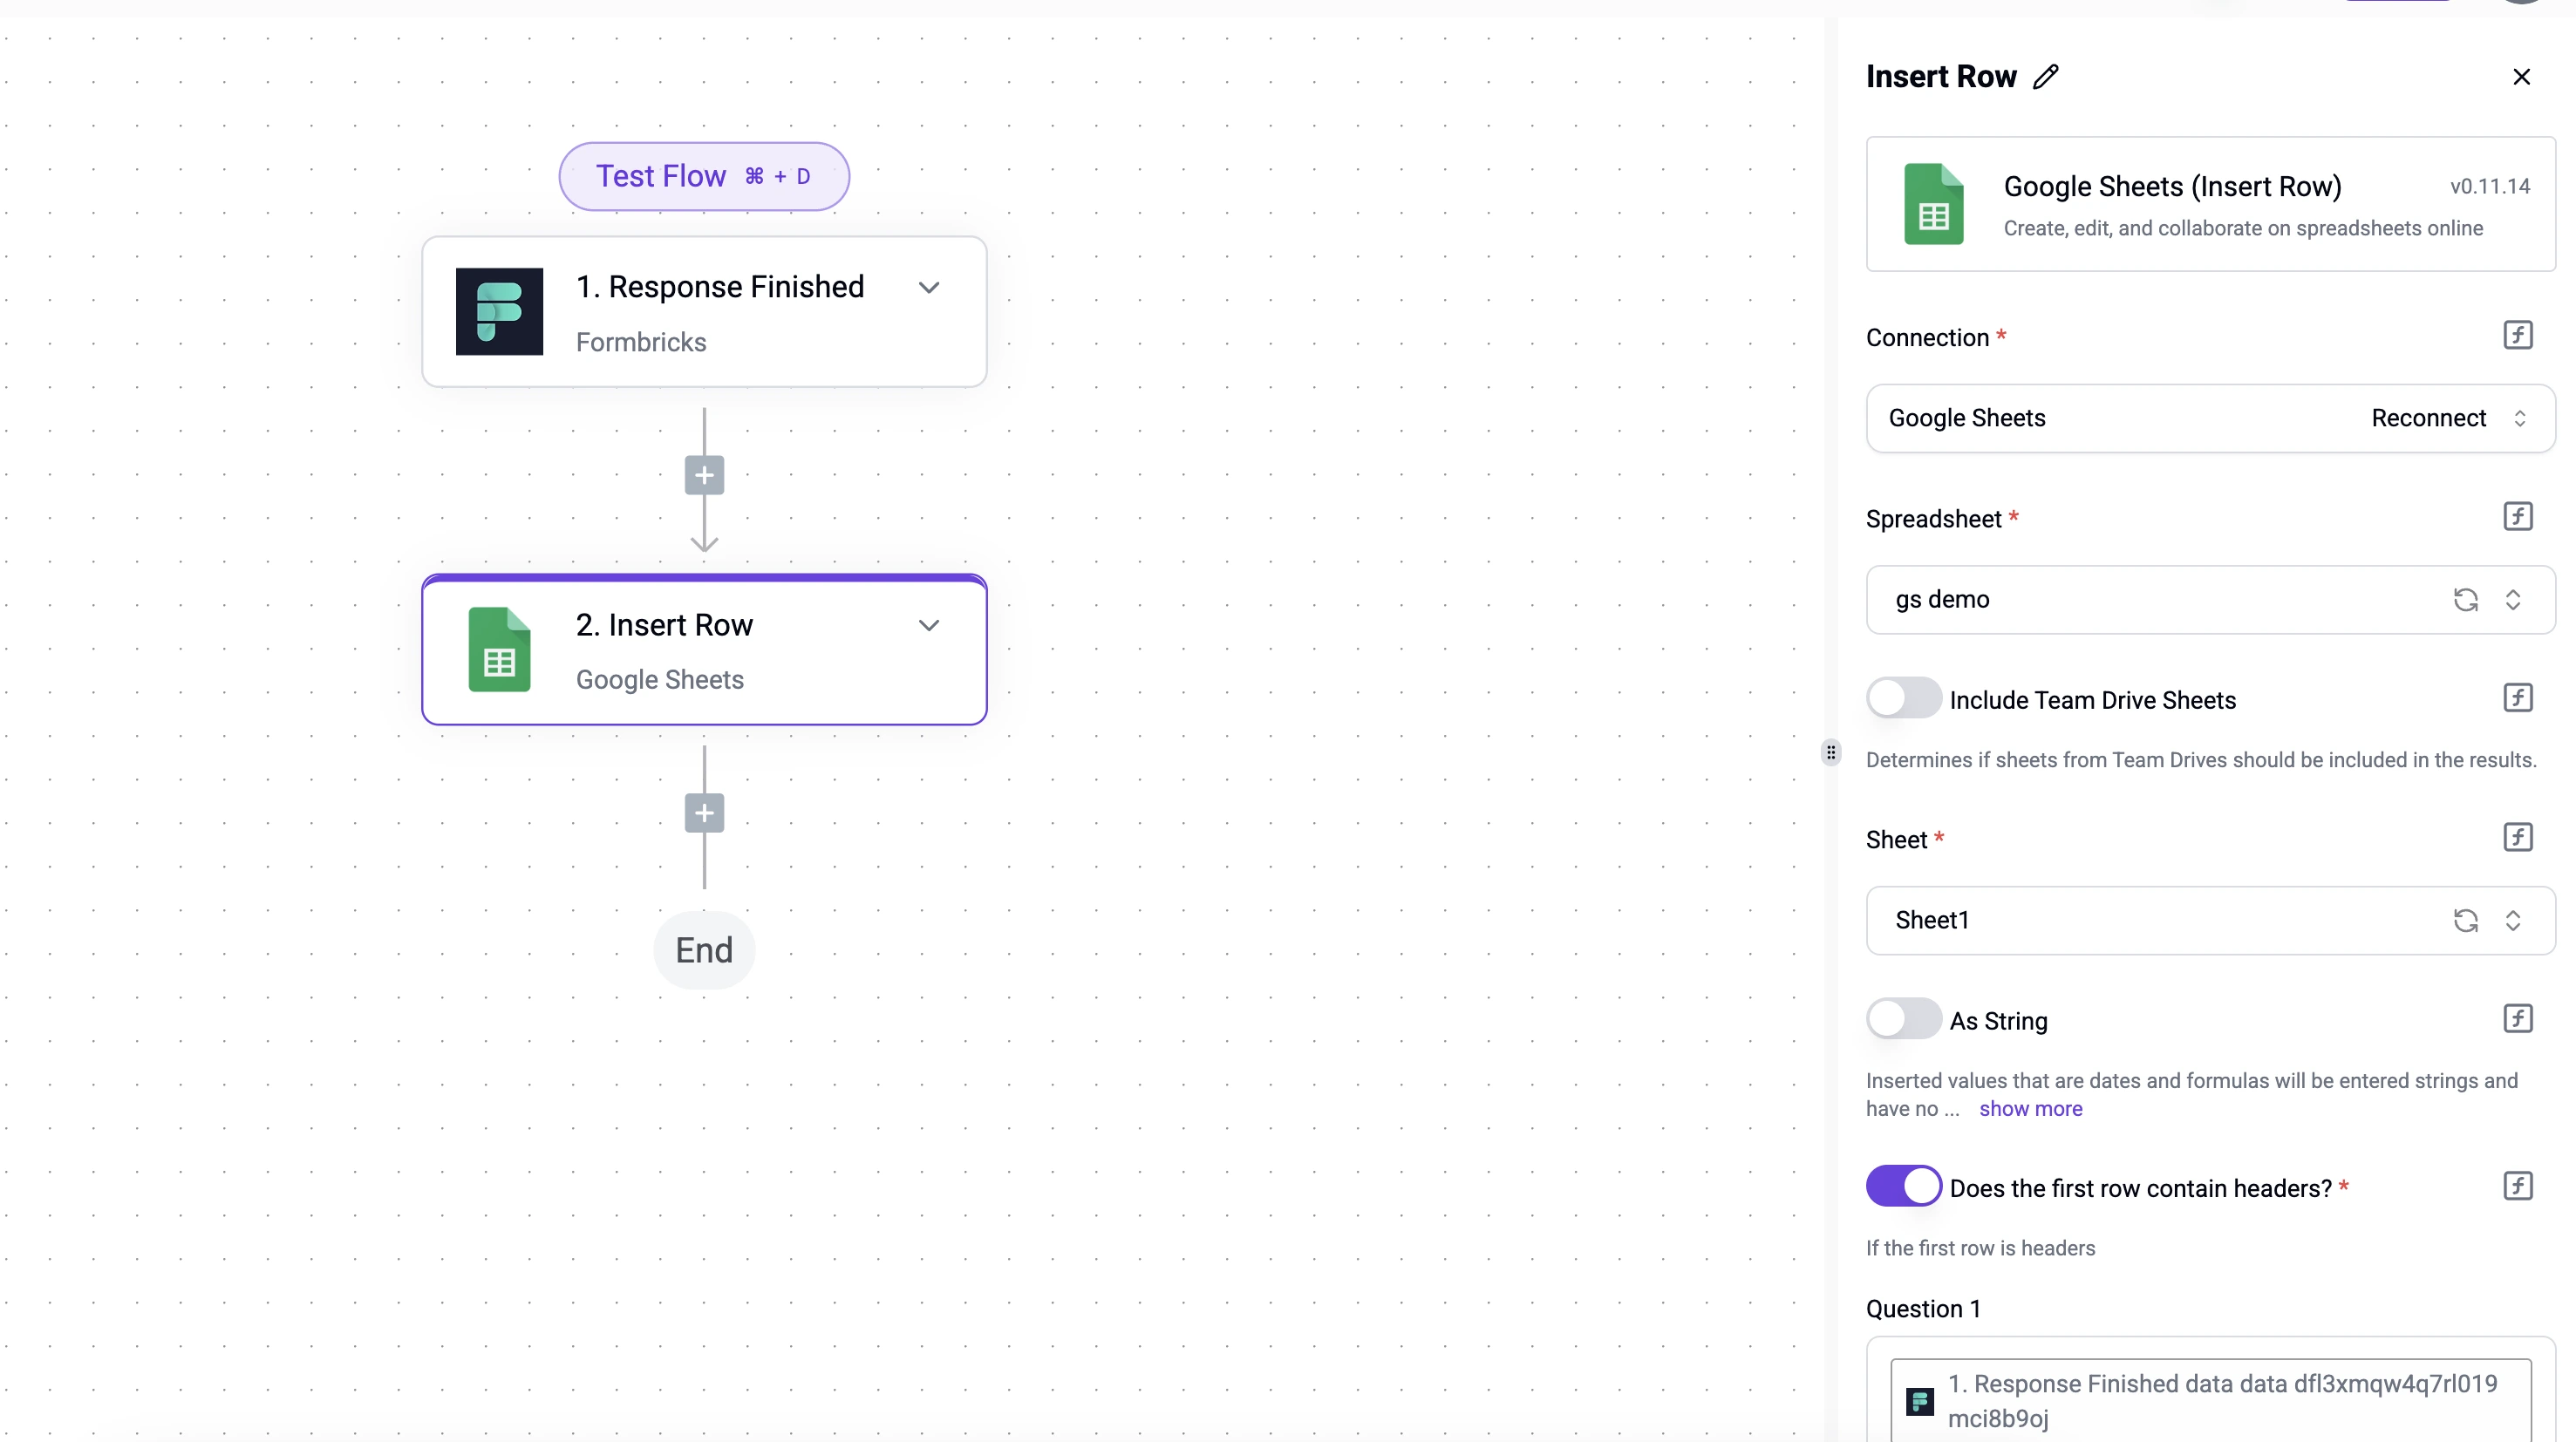 Test Flow ⌘ + D
1. Response Finished
Formbricks
2. Insert Row
Google Sheets
End
Insert Row
Google Sheets (Insert Row) v0.11.14
Create, edit, and collaborate on spreadsheets online
Connection *
Google Sheets Reconnect
Spreadsheet *
gs demo
Include Team Drive Sheets
Determines if sheets from Team Drives should be included in the results.
Sheet *
Sheet1
As String
Inserted values that are dates and formulas will be entered strings and
have no ... show more
Does the first row contain headers? *
If the first row is headers
Question 1
1. Response Finished data data dfl3xmqw4q7rl019
mci8b9oj